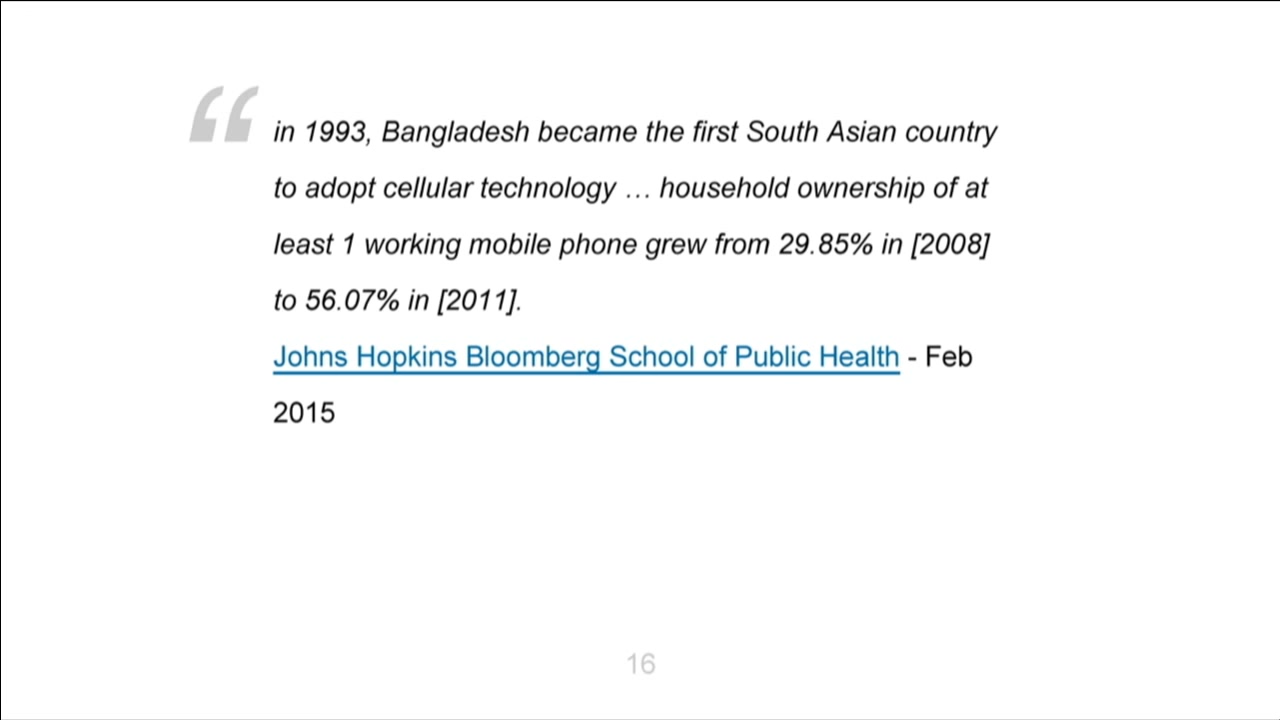 “ in 1993, Bangladesh became the first South Asian country
to adopt cellular technology … household ownership of at
least 1 working mobile phone grew from 29.85% in [2008]
to 56.07% in [2011].
Johns Hopkins Bloomberg School of Public Health - Feb
2015
16